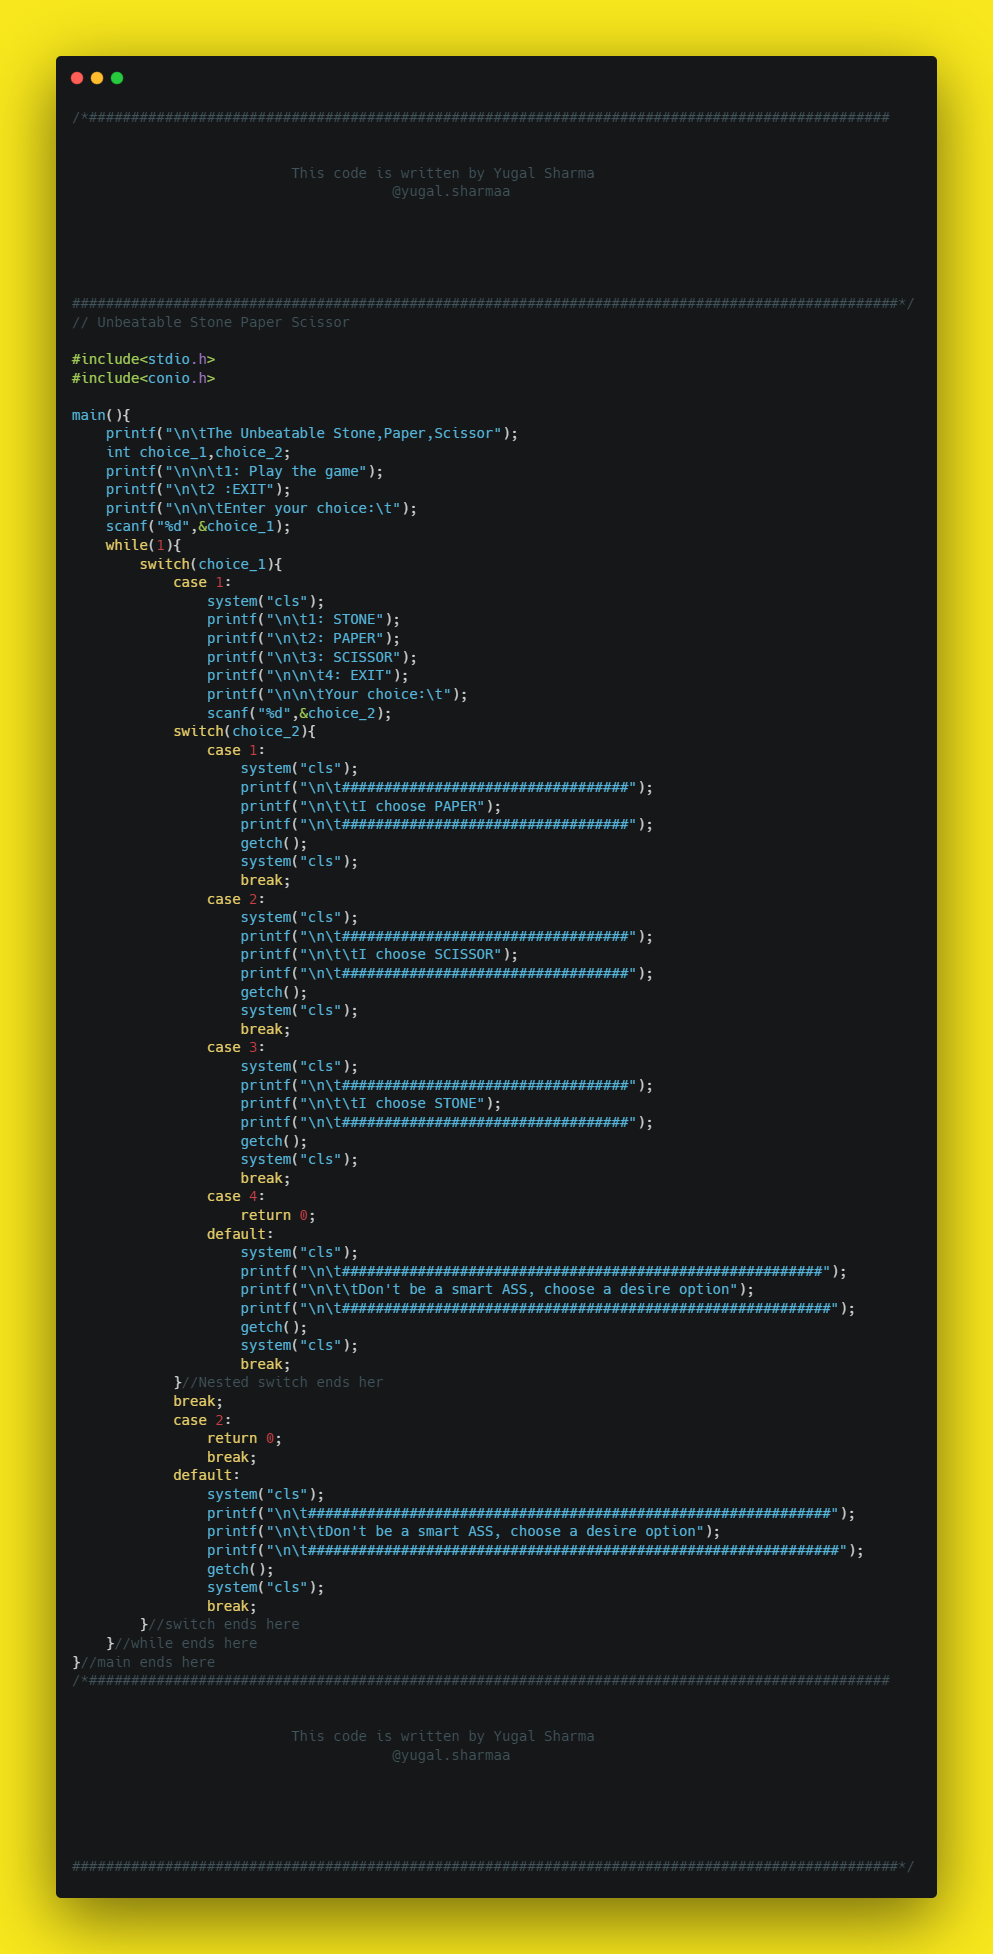 /*###############################################################################################
This code is written by Yugal Sharma
@yugal.sharmaa
##################################################################################################*/
// Unbeatable Stone Paper Scissor
#include<stdio.h>
#include<conio.h>
main(){
    printf("\n\tThe Unbeatable Stone,Paper,Scissor");
    int choice_1,choice_2;
    printf("\n\n\t1: Play the game");
    printf("\n\t2 :EXIT");
    printf("\n\n\tEnter your choice:\t");
    scanf("%d",&choice_1);
    while(1){
        switch(choice_1){
            case 1:
                system("cls");
                printf("\n\t1: STONE");
                printf("\n\t2: PAPER");
                printf("\n\t3: SCISSOR");
                printf("\n\n\t4: EXIT");
                printf("\n\n\tYour choice:\t");
                scanf("%d",&choice_2);
            switch(choice_2){
                case 1:
                    system("cls");
                    printf("\n\t##################################");
                    printf("\n\t\tI choose PAPER");
                    printf("\n\t##################################");
                    getch();
                    system("cls");
                    break;
                case 2:
                    system("cls");
                    printf("\n\t##################################");
                    printf("\n\t\tI choose SCISSOR");
                    printf("\n\t##################################");
                    getch();
                    system("cls");
                    break;
                case 3:
                    system("cls");
                    printf("\n\t##################################");
                    printf("\n\t\tI choose STONE");
                    printf("\n\t##################################");
                    getch();
                    system("cls");
                    break;
                case 4:
                    return 0;
                default:
                    system("cls");
                    printf("\n\t#########################################################");
                    printf("\n\t\tDon't be a smart ASS, choose a desire option");
                    printf("\n\t##########################################################");
                    getch();
                    system("cls");
                    break;
            }//Nested switch ends her
            break;
            case 2:
                return 0;
                break;
            default:
                system("cls");
                printf("\n\t##############################################################");
                printf("\n\t\tDon't be a smart ASS, choose a desire option");
                printf("\n\t###############################################################");
                getch();
                system("cls");
                break;
        }//switch ends here
    }//while ends here
}//main ends here
/*###############################################################################################
This code is written by Yugal Sharma
@yugal.sharmaa
##################################################################################################*/